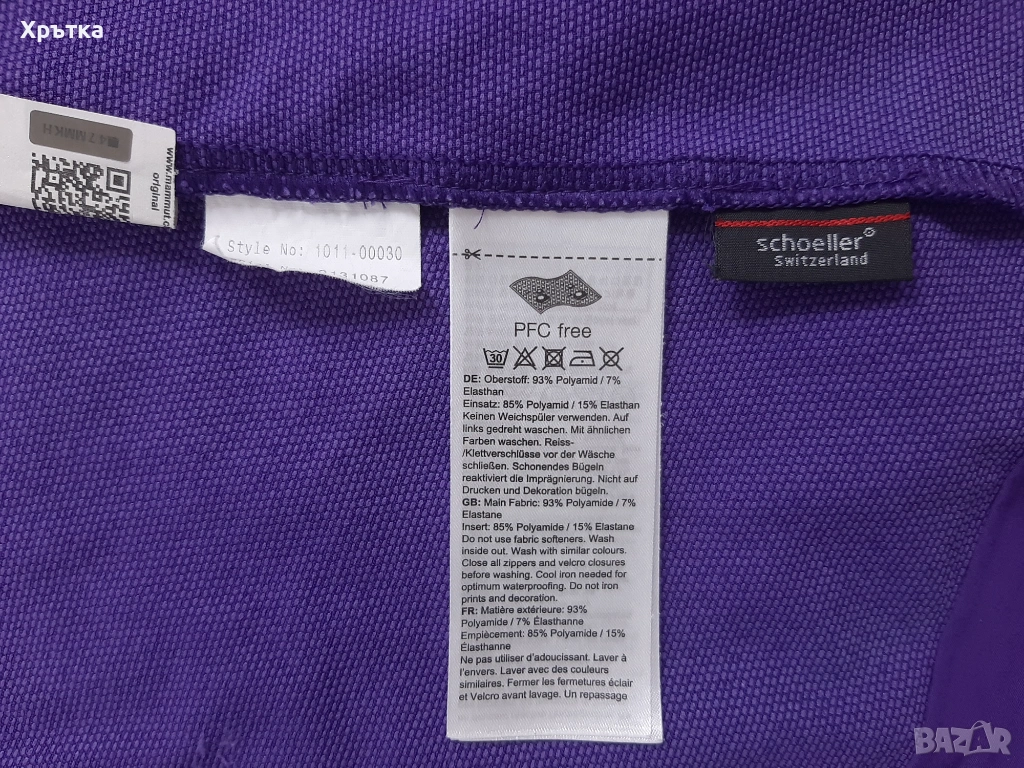 Хрътка
www.mammut.c
original
Style No: 1011-00030
schoeller®
Switzerland
PFC free
30
DE: Oberstoff: 93% Polyamid / 7%
Elasthan
Einsatz: 85% Polyamid / 15% Elasthan
Keinen Weichspüler verwenden. Auf
links gedreht waschen. Mit ähnlichen
Farben waschen. Reiss-
/Klettverschlüsse vor der Wäsche
schließen. Schonendes Bügeln
reaktiviert die Imprägnierung. Nicht auf
Drucken und Dekoration bügeln.
GB: Main Fabric: 93% Polyamide / 7%
Elastane
Insert: 85% Polyamide / 15% Elastane
Do not use fabric softeners. Wash
inside out. Wash with similar colours.
Close all zippers and velcro closures
before washing. Cool iron needed for
optimum waterproofing. Do not iron
prints and decoration.
FR: Matière extérieure: 93%
Polyamide / 7% Élasthanne
Empiècement: 85% Polyamide / 15%
Élasthanne
Ne pas utiliser d'adoucissant. Laver à
l'envers. Laver avec des couleurs
similaires. Fermer les fermetures éclair
et Velcro avant lavage. Un repassage
BAZAR